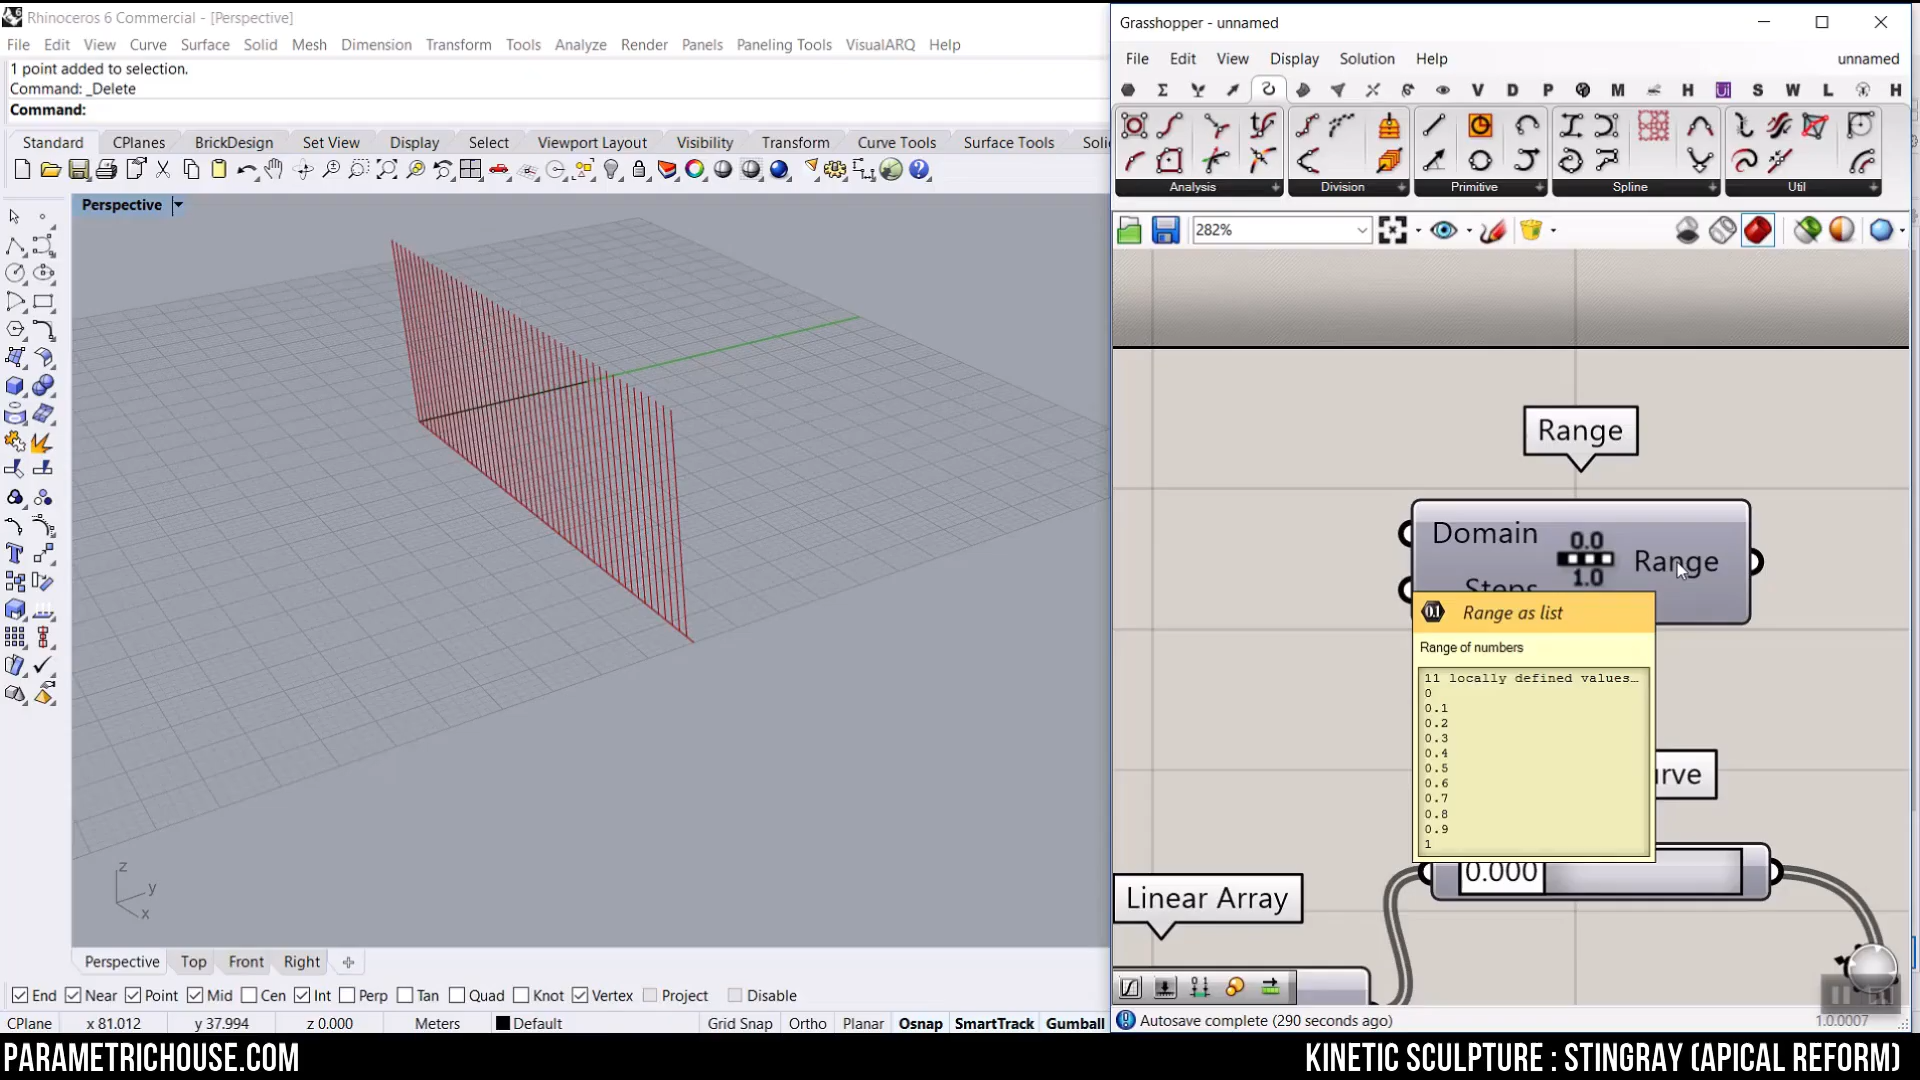 Rhinoceros 6 Commercial - [Perspective]
File Edit View Curve Surface Solid Mesh Dimension Transform Tools Analyze Render Panels Paneling Tools VisualARQ Help
1 point added to selection.
Command: _Delete
Command:
Standard CPlanes BrickDesign Set View Display Select Viewport Layout Visibility Transform Curve Tools Surface Tools Soli
Perspective
z
y
x
Perspective Top Front Right
End Near Point Mid Cen Int Perp Tan Quad Knot Vertex Project Disable
CPlane x 81.012 y 37.994 z 0.000 Meters Default Grid Snap Ortho Planar Osnap SmartTrack Gumball
Grasshopper - unnamed
File Edit View Display Solution Help unnamed
V D P M H U S W L H
Analysis Division Primitive Spline Util
282%
Range
Domain
0.0
1.0
Range
Steps
0.1 Range as list
Range of numbers
11 locally defined values…
0
0.1
0.2
0.3
0.4
0.5
0.6
0.7
0.8
0.9
1
urve
0.000
Linear Array
Autosave complete (290 seconds ago)
1.0.0007
PARAMETRICHOUSE.COM
KINETIC SCULPTURE : STINGRAY (APICAL REFORM)